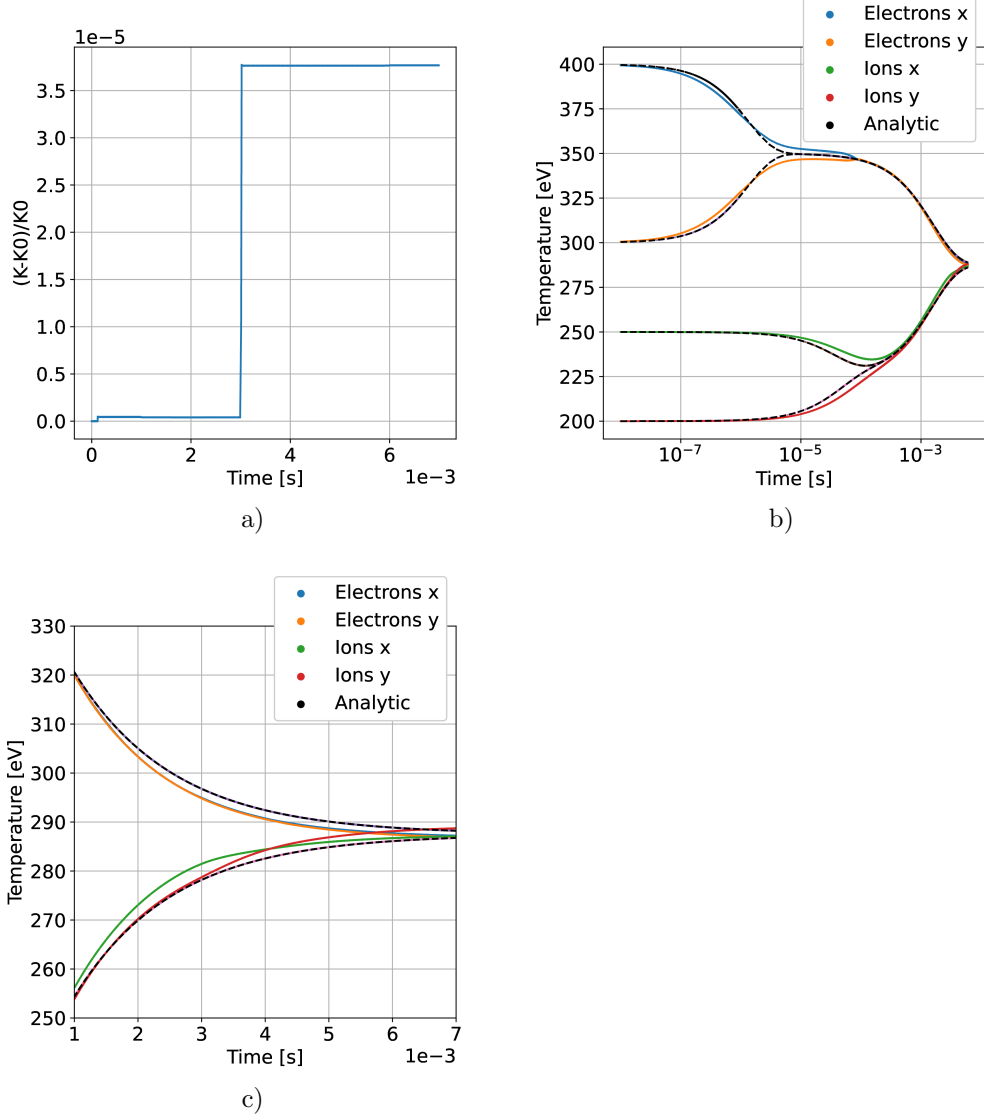 1e−5
(K-K0)/K0
3.5
3.0
2.5
2.0
1.5
1.0
0.5
0.0
0 2 4 6
Time [s]
1e−3
a)
Electrons x
Electrons y
Ions x
Ions y
Analytic
Temperature [eV]
400
375
350
325
300
275
250
225
200
10⁻⁷ 10⁻⁵ 10⁻³
Time [s]
b)
Electrons x
Electrons y
Ions x
Ions y
Analytic
Temperature [eV]
330
320
310
300
290
280
270
260
250
1 2 3 4 5 6 7
Time [s]
1e−3
c)